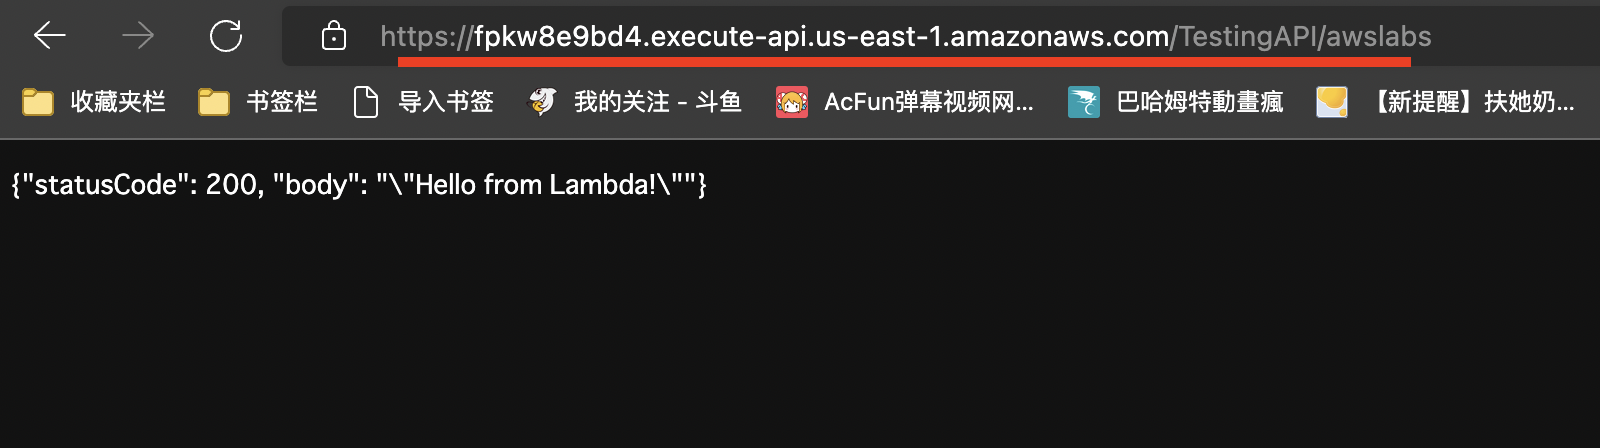 https://fpkw8e9bd4.execute-api.us-east-1.amazonaws.com/TestingAPI/awslabs
收藏夹栏 书签栏 导入书签 我的关注 - 斗鱼 AcFun弹幕视频网... 巴哈姆特動畫瘋 【新提醒】扶她奶...
{"statusCode": 200, "body": "\"Hello from Lambda!\""}